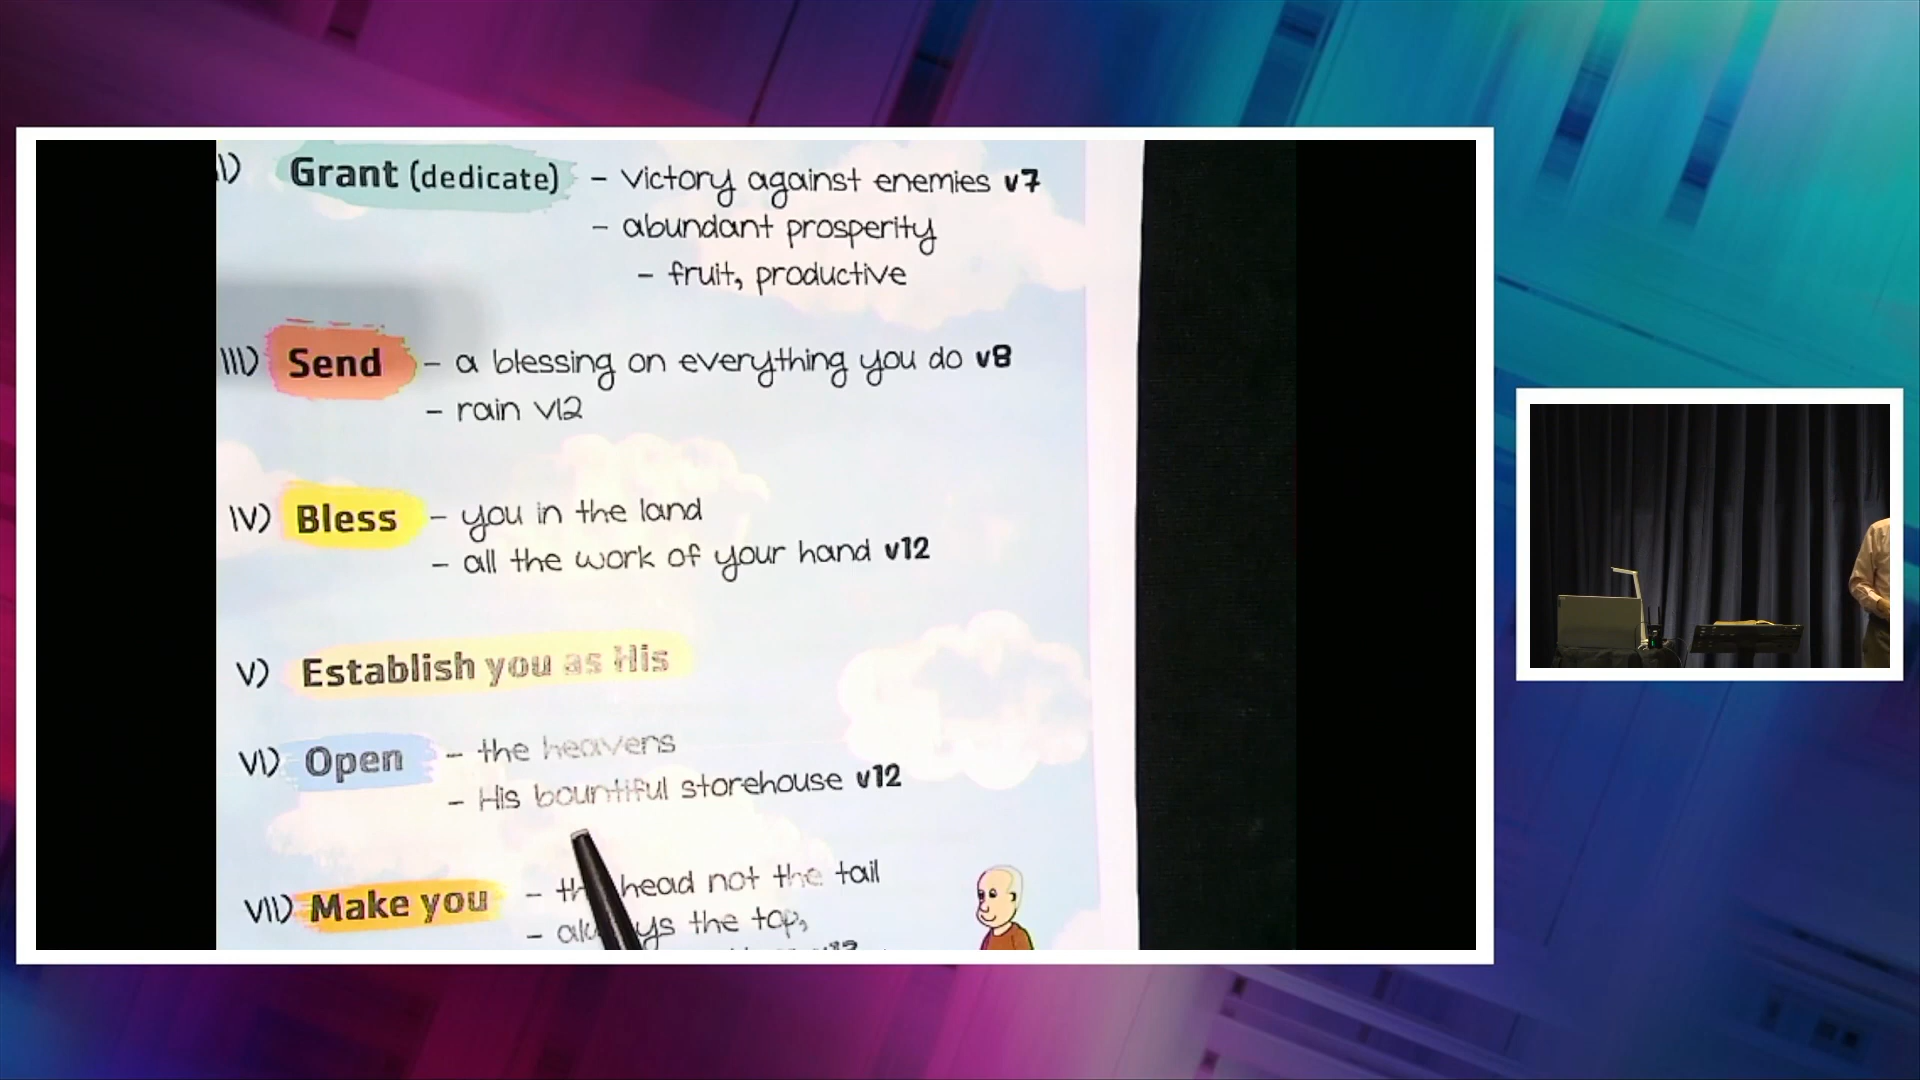 I) Grant (dedicate) - victory against enemies v7
- abundant prosperity
- fruit, productive
III) Send - a blessing on everything you do v8
- rain v12
IV) Bless - you in the land
- all the work of your hand v12
V) Establish you as His
VI) Open - the heavens
- His bountiful storehouse v12
VII) Make you - head not the tail
- the top,